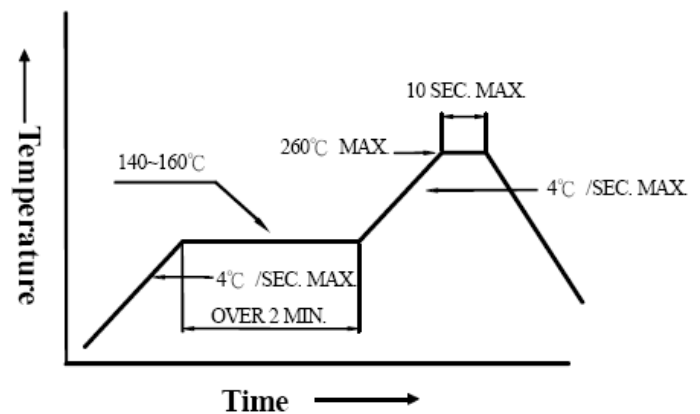 10 SEC. MAX.
260℃ MAX.
140~160℃
4℃ /SEC. MAX.
4℃ /SEC. MAX.
OVER 2 MIN.
Temperature
Time